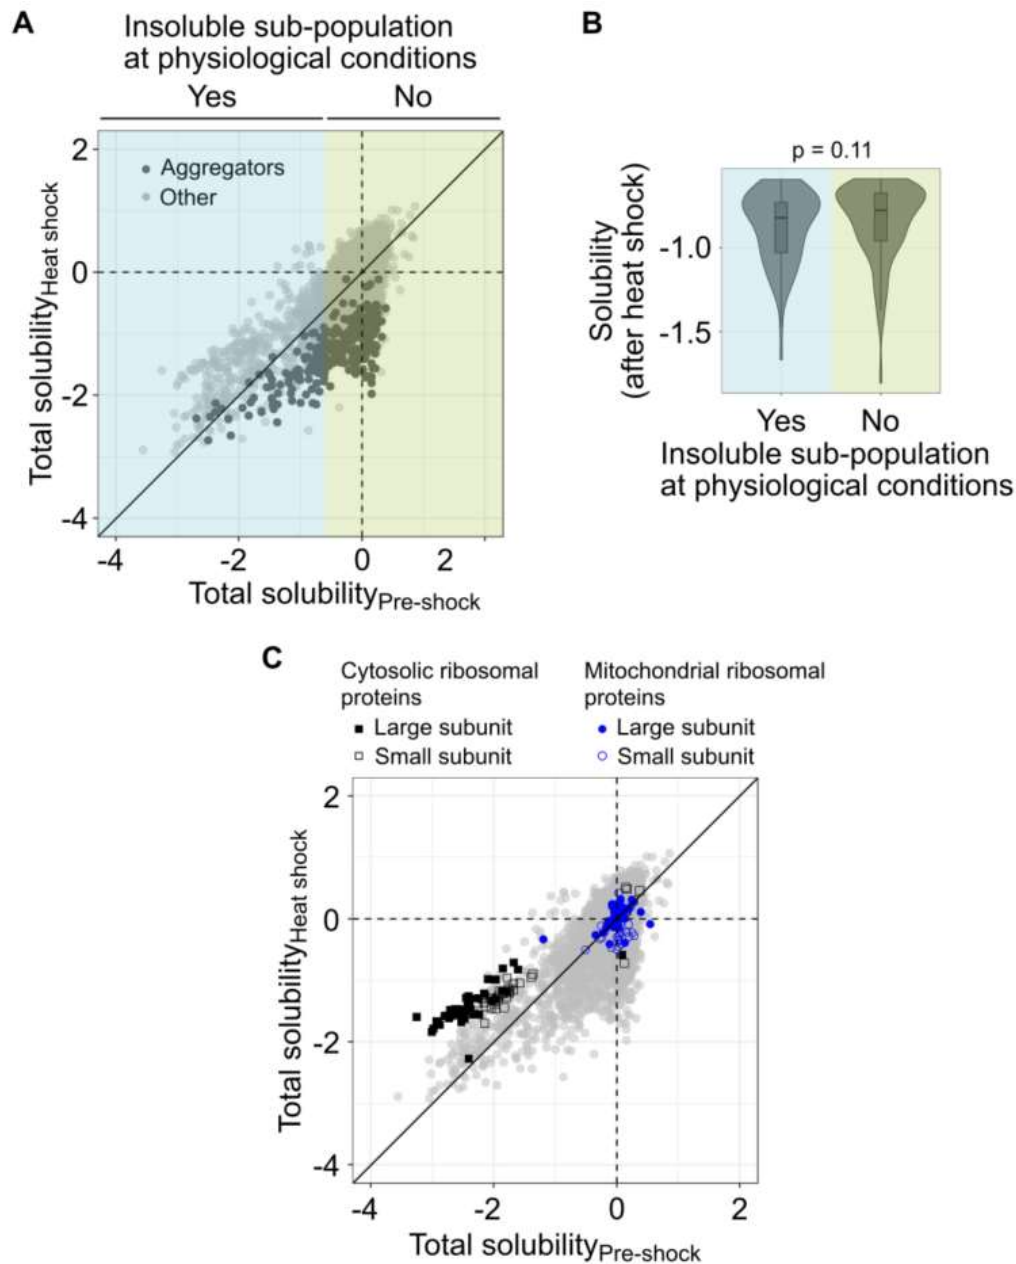 A
Insoluble sub-population
at physiological conditions
Yes
No
Aggregators
Other
2
0
-2
-4
Total solubility Heat shock
-4
-2
0
2
Total solubility Pre-shock
B
p = 0.11
Solubility
(after heat shock)
-1.0
-1.5
Yes
No
Insoluble sub-population
at physiological conditions
C
Cytosolic ribosomal
proteins
Large subunit
Small subunit
Mitochondrial ribosomal
proteins
Large subunit
Small subunit
2
0
-2
-4
Total solubility Heat shock
-4
-2
0
2
Total solubility Pre-shock